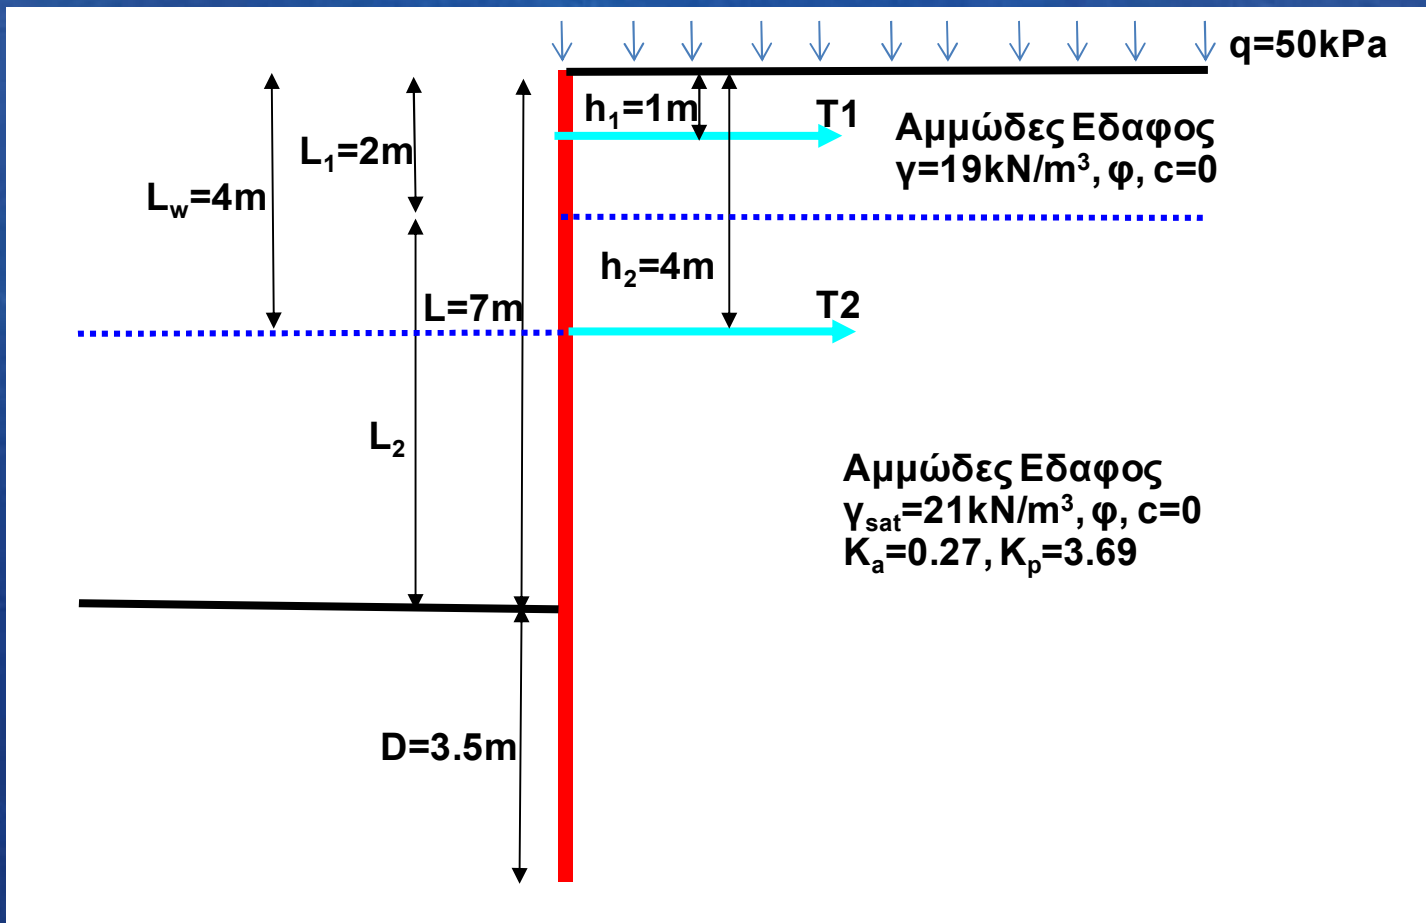 q=50kPa
h₁=1m
T1
Αμμώδες Εδαφος
γ=19kN/m³, φ, c=0
L₁=2m
Lw=4m
h₂=4m
L=7m
T2
L₂
Αμμώδες Εδαφος
γsat=21kN/m³, φ, c=0
Ka=0.27, Kp=3.69
D=3.5m